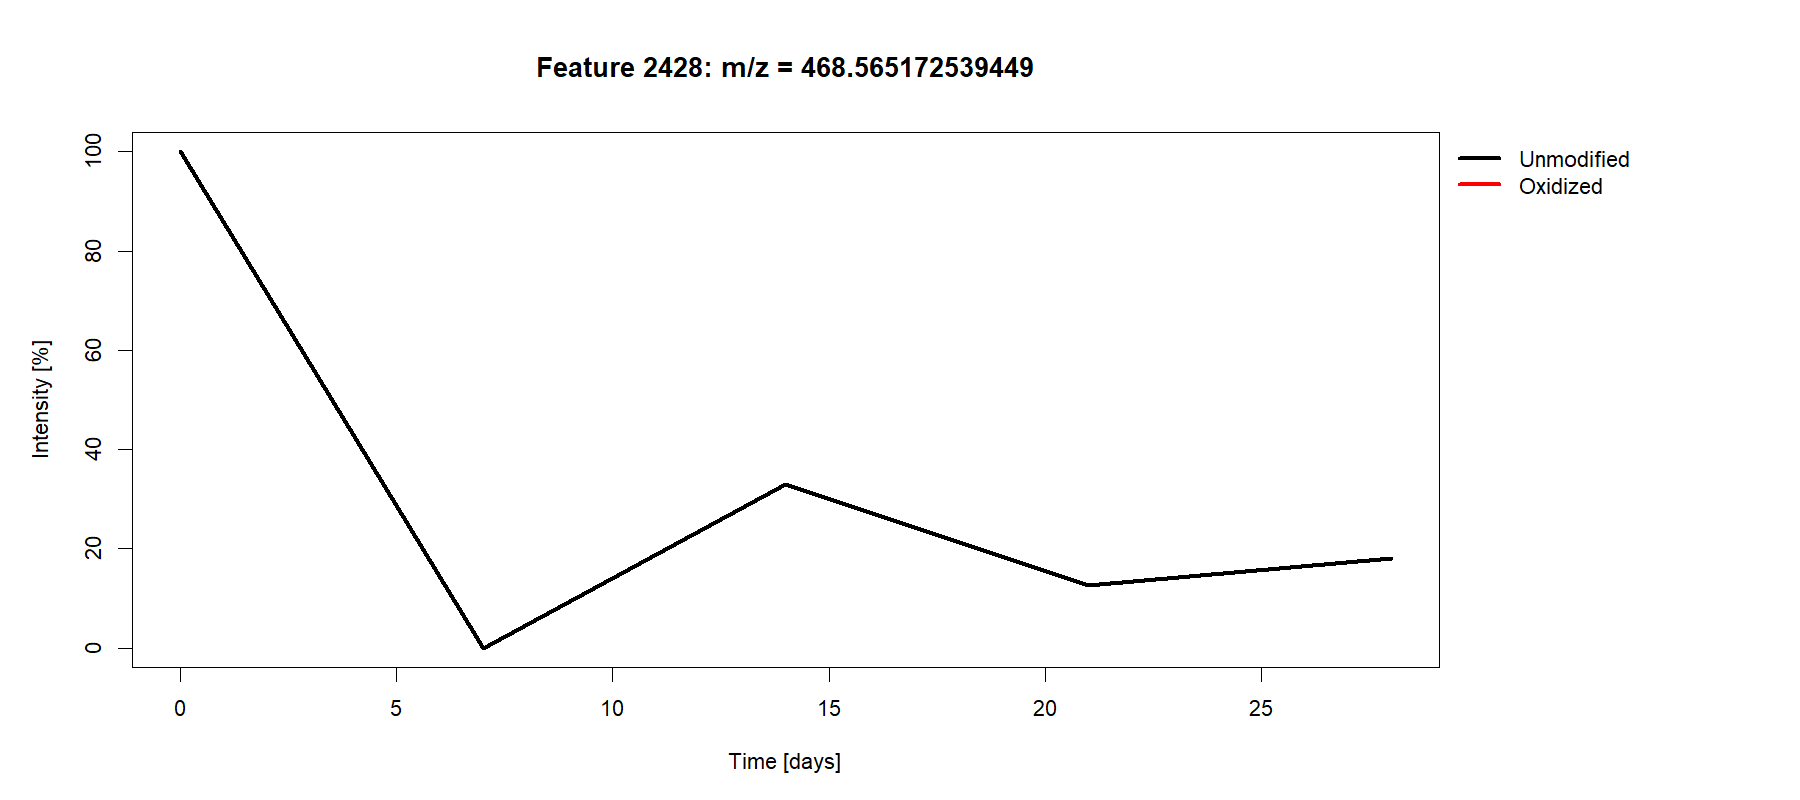 Feature 2428: m/z = 468.565172539449
Unmodified
Oxidized
Intensity [%]
100
80
60
40
20
0
0 5 10 15 20 25
Time [days]